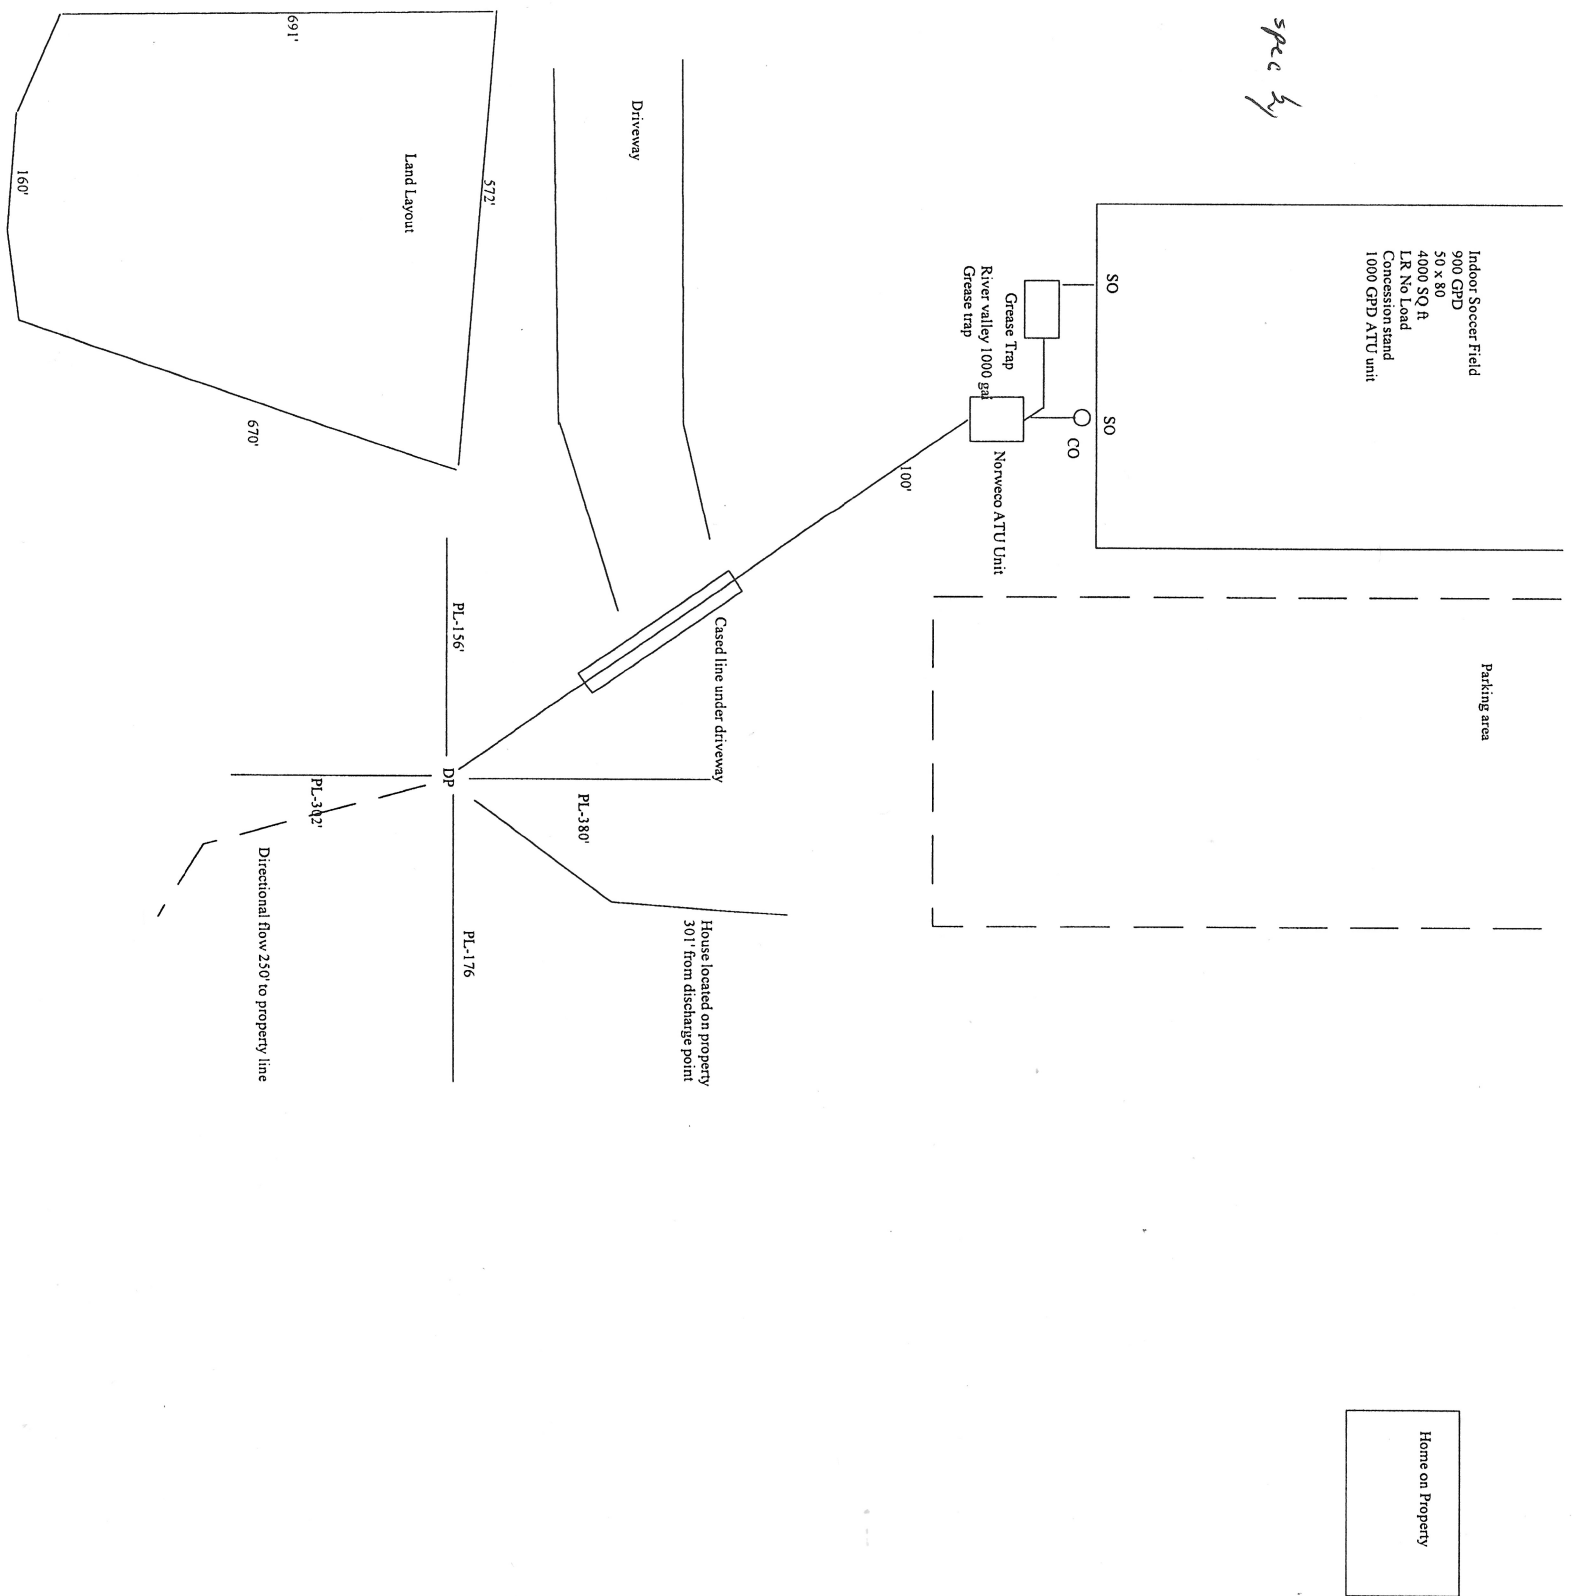 spec by
Indoor Soccer Field
900 GPD
50 x 80
4000 SQ ft
LR No Load
Concession stand
1000 GPD ATU unit
Parking area
Home on Property
SO
SO
CO
Grease Trap
River valley 1000 gal
Grease trap
Norweco ATU Unit
100'
Cased line under driveway
House located on property
301' from discharge point
Driveway
PL-380'
PL-156'
DP
PL-176
PL-302'
Directional flow 250' to property line
572'
Land Layout
691'
670'
160'